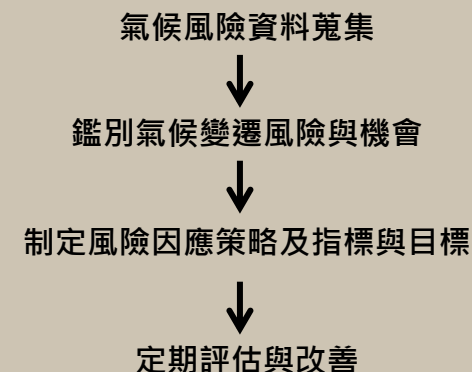 氣候風險資料蒐集
鑑別氣候變遷風險與機會
制定風險因應策略及指標與目標
定期評估與改善